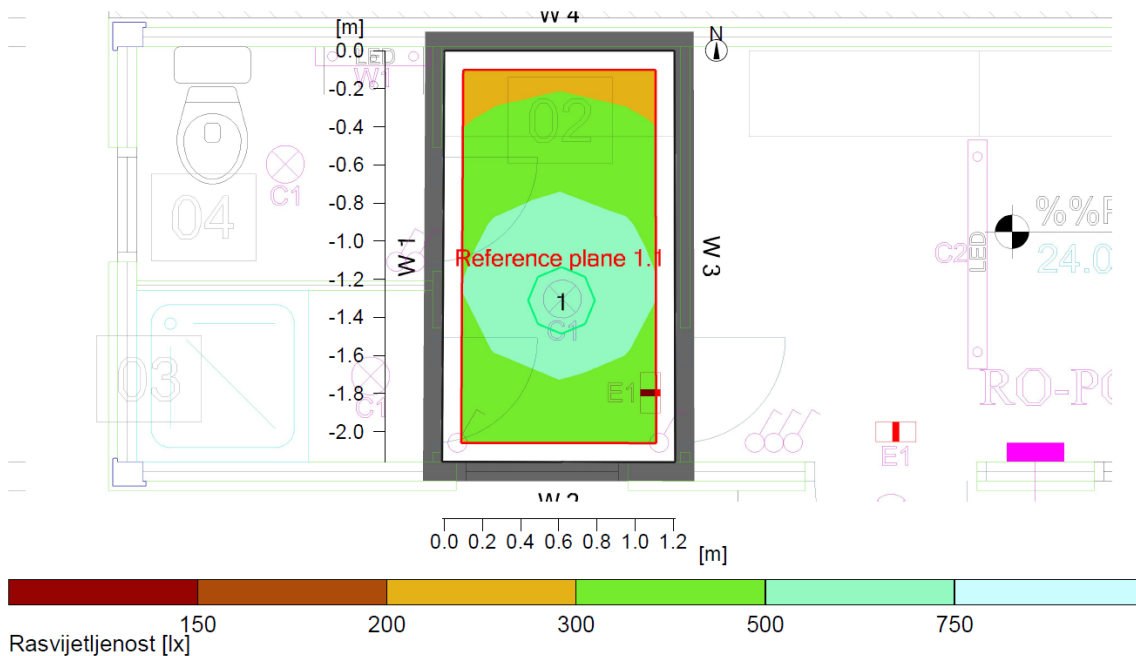 W 4
[m]
N
0.0
LED
W1
-0.2
02
-0.4
-0.6
C1
-0.8
04
%%P
-1.0
W 1
W 3
C2
LED
Reference plane 1.1
24.0
-1.2
1
-1.4
C1
-1.6
03
C1
-1.8
E1
RO-PO
-2.0
E1
W 2
0.0 0.2 0.4 0.6 0.8 1.0 1.2
[m]
150 200 300 500 750
Rasvijetljenost [lx]